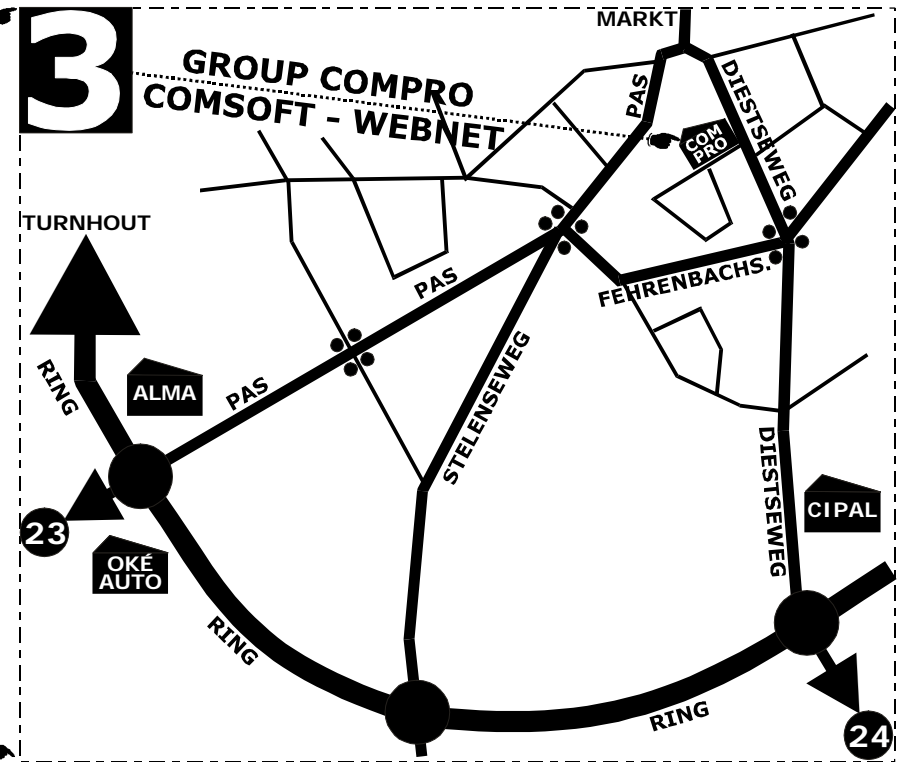 3
MARKT
GROUP COMPRO
COMSOFT - WEBNET
PAS
DIESTSEWEG
COM
PRO
TURNHOUT
PAS
FEHRENBACHS.
RING
ALMA
PAS
STELENSEWEG
DIESTSEWEG
CIPAL
23
OKÉ
AUTO
RING
RING
24